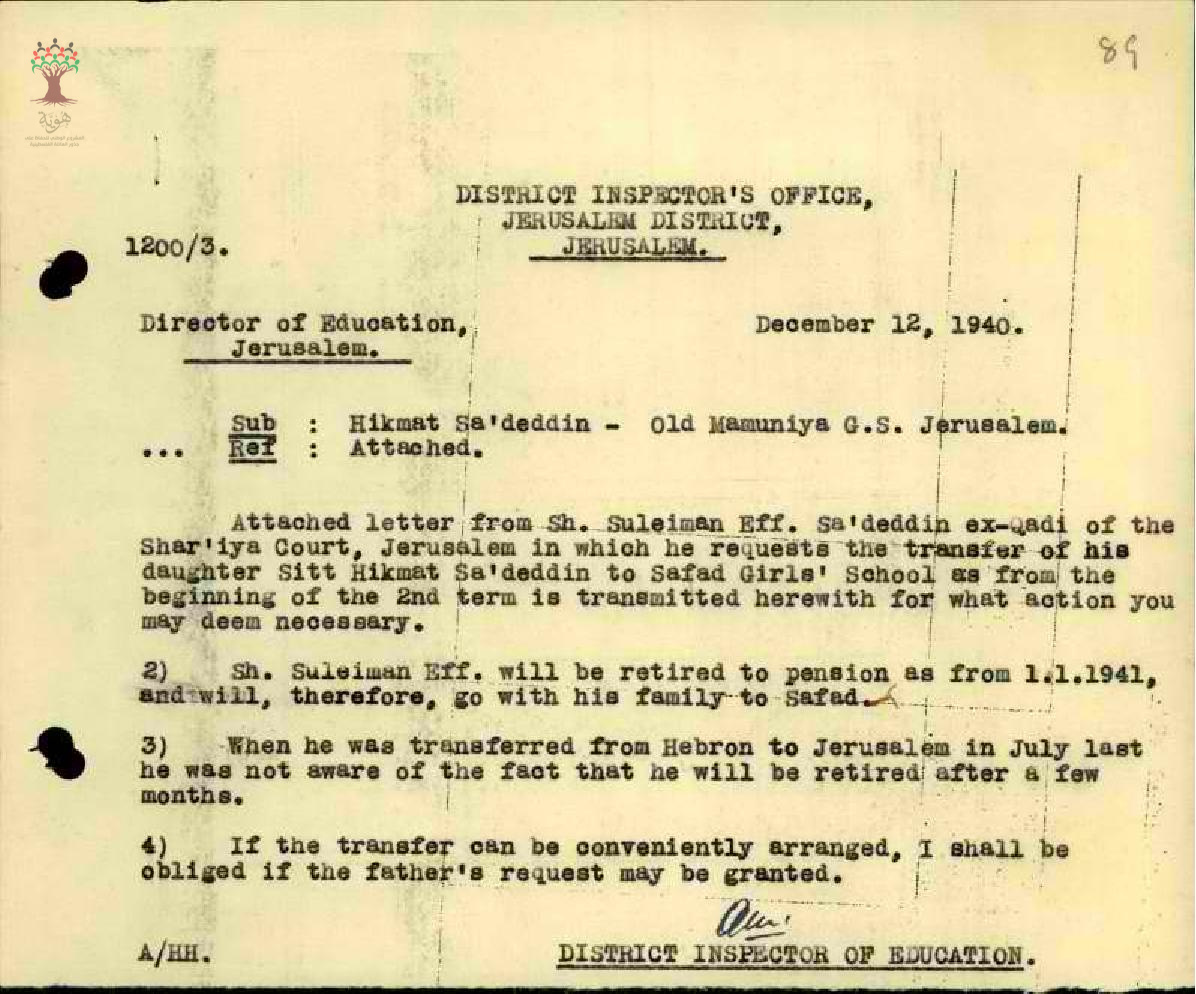 89
هوية
DISTRICT INSPECTOR'S OFFICE,
JERUSALEM DISTRICT,
1200/3. JERUSALEM.
Director of Education, December 12, 1940.
Jerusalem.
Sub : Hikmat Sa'deddin - Old Mamuniya G.S. Jerusalem.
... Ref : Attached.
Attached letter from Sh. Suleiman Eff. Sa'deddin ex-Qadi of the
Shar'iya Court, Jerusalem in which he requests the transfer of his
daughter Sitt Hikmat Sa'deddin to Safad Girls' School as from the
beginning of the 2nd term is transmitted herewith for what action you
may deem necessary.
2) Sh. Suleiman Eff. will be retired to pension as from 1.1.1941,
and will, therefore, go with his family to Safad.
3) When he was transferred from Hebron to Jerusalem in July last
he was not aware of the fact that he will be retired after a few
months.
4) If the transfer can be conveniently arranged, I shall be
obliged if the father's request may be granted.
A/HH. DISTRICT INSPECTOR OF EDUCATION.